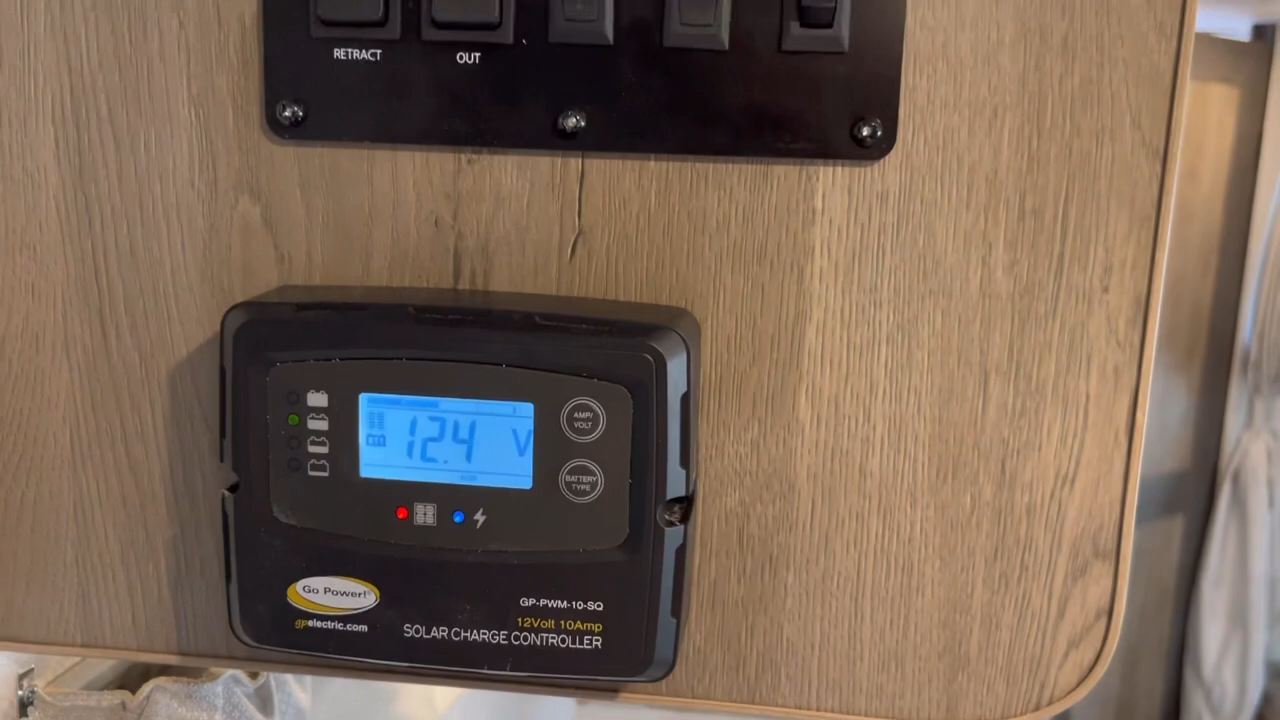 RETRACT
OUT
12.4 V
AMP/
VOLT
BATTERY
TYPE
Go Power!®
gpelectric.com
GP-PWM-10-SQ
12Volt 10Amp
SOLAR CHARGE CONTROLLER